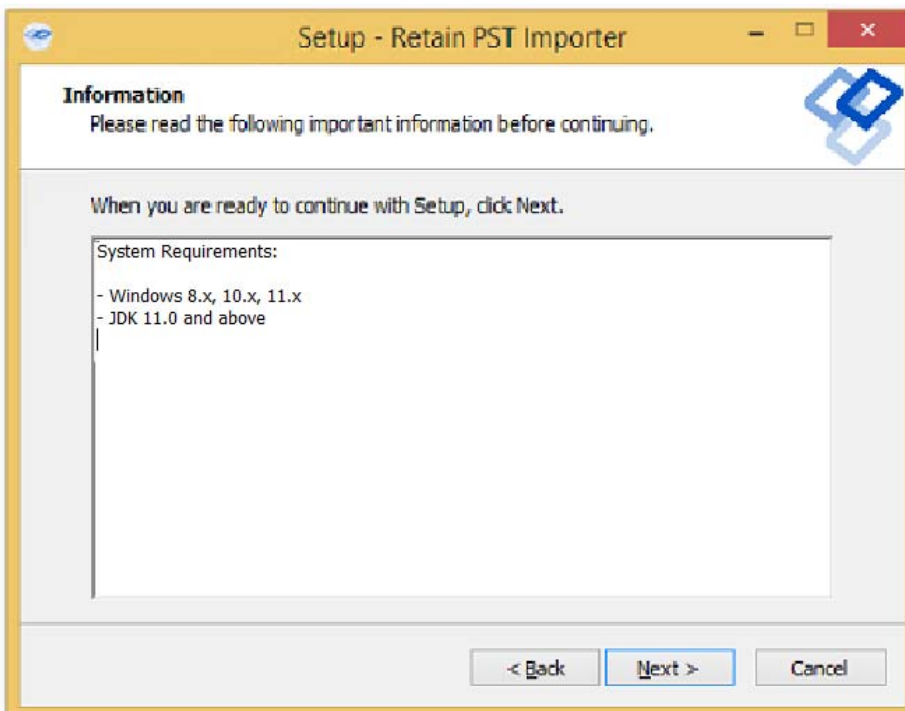 Setup - Retain PST Importer
Information
Please read the following important information before continuing.
When you are ready to continue with Setup, click Next.
System Requirements:
- Windows 8.x, 10.x, 11.x
- JDK 11.0 and above
< Back
Next >
Cancel